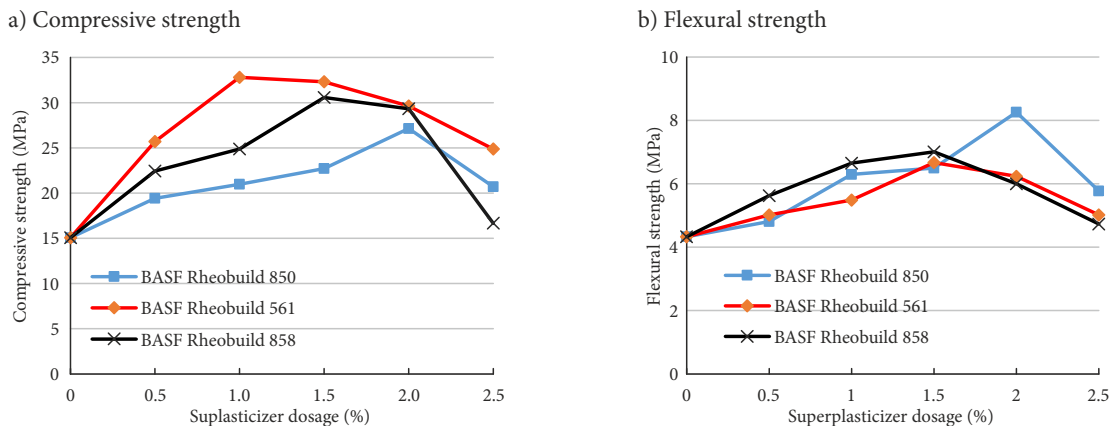 a) Compressive strength
35
30
25
20
15
10
5
0
Compressive strength (MPa)
BASF Rheobuild 850
BASF Rheobuild 561
BASF Rheobuild 858
0 0.5 1.0 1.5 2.0 2.5
Suplasticizer dosage (%)
b) Flexural strength
10
8
6
4
2
0
Flexural strength (MPa)
BASF Rheobuild 850
BASF Rheobuild 561
BASF Rheobuild 858
0 0.5 1 1.5 2 2.5
Superplasticizer dosage (%)